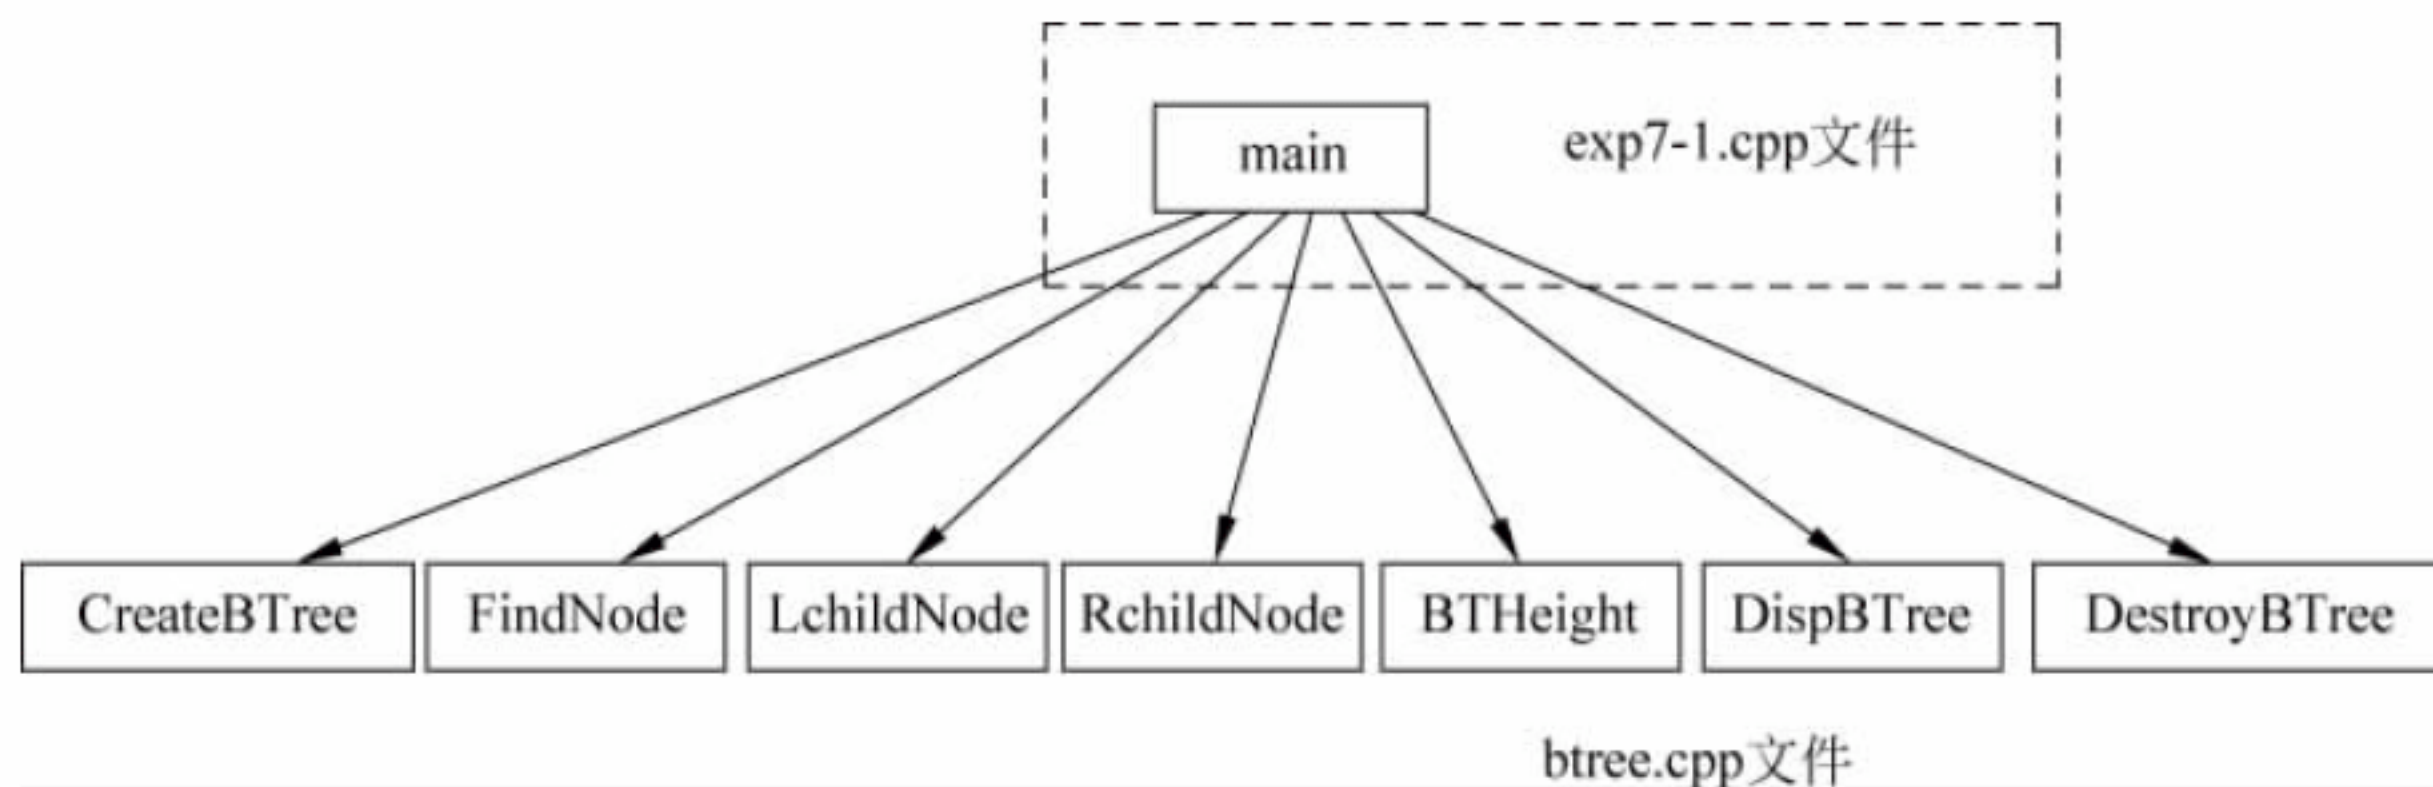 main
exp7-1.cpp文件
CreateBTree
FindNode
LchildNode
RchildNode
BTHeight
DispBTree
DestroyBTree
btree.cpp文件